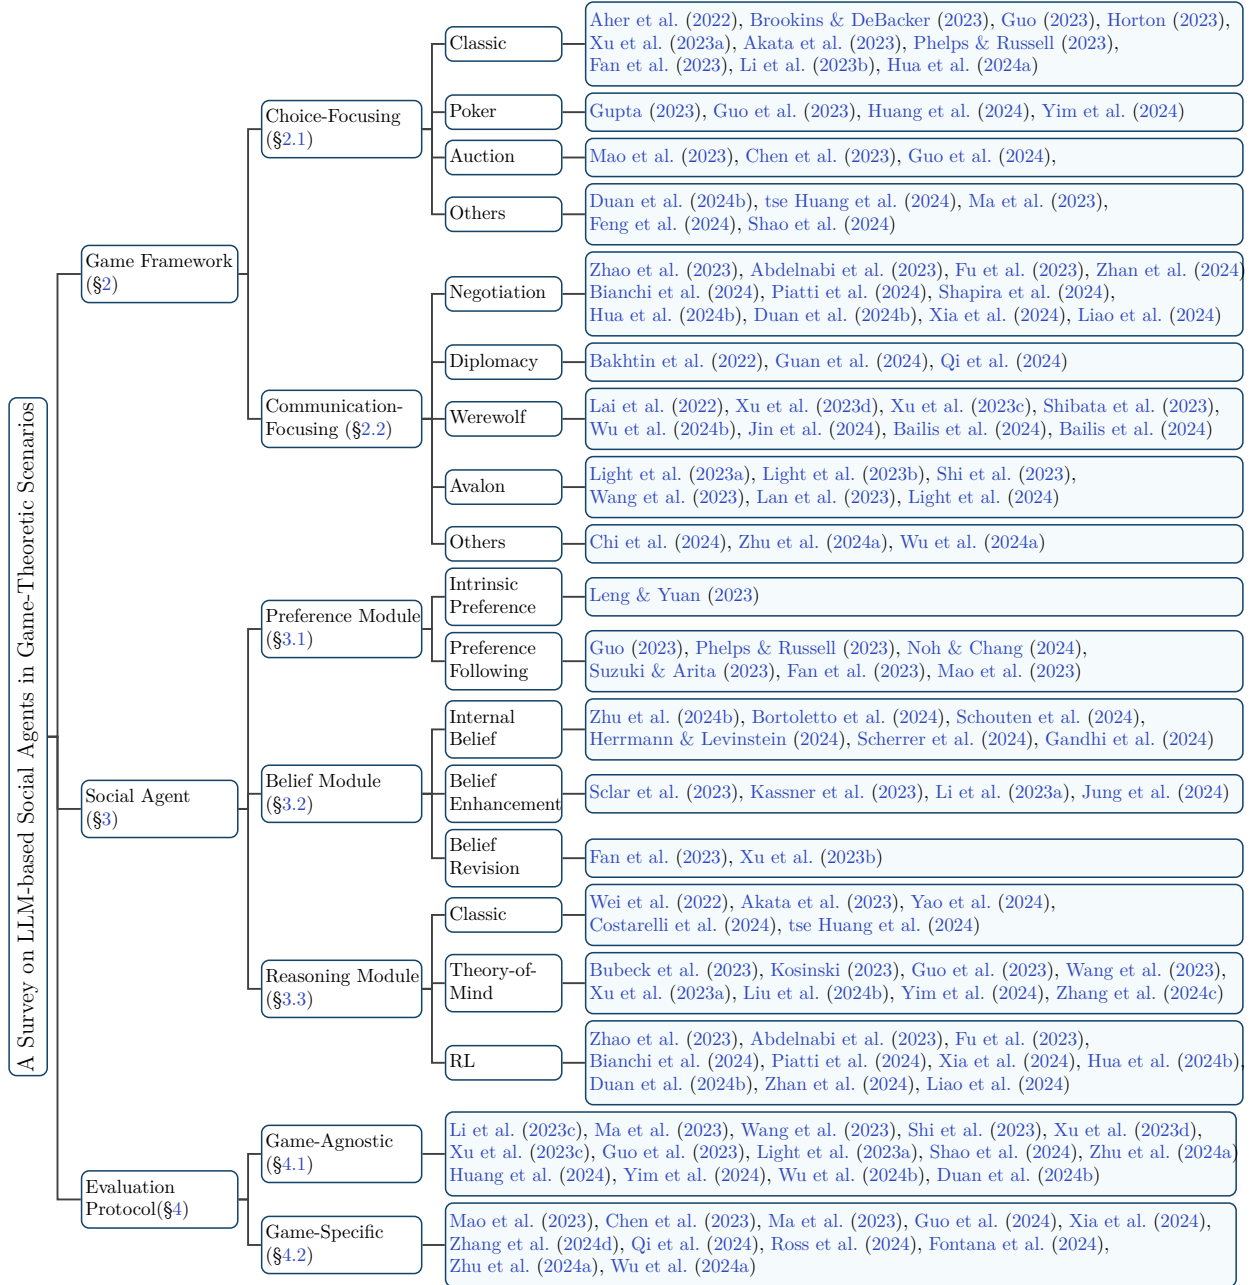 A Survey on LLM-based Social Agents in Game-Theoretic Scenarios
Game Framework
(§2)
Choice-Focusing
(§2.1)
Classic
Aher et al. (2022), Brookins & DeBacker (2023), Guo (2023), Horton (2023),
Xu et al. (2023a), Akata et al. (2023), Phelps & Russell (2023),
Fan et al. (2023), Li et al. (2023b), Hua et al. (2024a)
Poker
Gupta (2023), Guo et al. (2023), Huang et al. (2024), Yim et al. (2024)
Auction
Mao et al. (2023), Chen et al. (2023), Guo et al. (2024),
Others
Duan et al. (2024b), tse Huang et al. (2024), Ma et al. (2023),
Feng et al. (2024), Shao et al. (2024)
Communication-
Focusing (§2.2)
Negotiation
Zhao et al. (2023), Abdelnabi et al. (2023), Fu et al. (2023), Zhan et al. (2024)
Bianchi et al. (2024), Piatti et al. (2024), Shapira et al. (2024),
Hua et al. (2024b), Duan et al. (2024b), Xia et al. (2024), Liao et al. (2024)
Diplomacy
Bakhtin et al. (2022), Guan et al. (2024), Qi et al. (2024)
Werewolf
Lai et al. (2022), Xu et al. (2023d), Xu et al. (2023c), Shibata et al. (2023),
Wu et al. (2024b), Jin et al. (2024), Bailis et al. (2024), Bailis et al. (2024)
Avalon
Light et al. (2023a), Light et al. (2023b), Shi et al. (2023),
Wang et al. (2023), Lan et al. (2023), Light et al. (2024)
Others
Chi et al. (2024), Zhu et al. (2024a), Wu et al. (2024a)
Social Agent
(§3)
Preference Module
(§3.1)
Intrinsic
Preference
Leng & Yuan (2023)
Preference
Following
Guo (2023), Phelps & Russell (2023), Noh & Chang (2024),
Suzuki & Arita (2023), Fan et al. (2023), Mao et al. (2023)
Belief Module
(§3.2)
Internal
Belief
Zhu et al. (2024b), Bortoletto et al. (2024), Schouten et al. (2024),
Herrmann & Levinstein (2024), Scherrer et al. (2024), Gandhi et al. (2024)
Belief
Enhancement
Sclar et al. (2023), Kassner et al. (2023), Li et al. (2023a), Jung et al. (2024)
Belief
Revision
Fan et al. (2023), Xu et al. (2023b)
Reasoning Module
(§3.3)
Classic
Wei et al. (2022), Akata et al. (2023), Yao et al. (2024),
Costarelli et al. (2024), tse Huang et al. (2024)
Theory-of-
Mind
Bubeck et al. (2023), Kosinski (2023), Guo et al. (2023), Wang et al. (2023),
Xu et al. (2023a), Liu et al. (2024b), Yim et al. (2024), Zhang et al. (2024c)
RL
Zhao et al. (2023), Abdelnabi et al. (2023), Fu et al. (2023),
Bianchi et al. (2024), Piatti et al. (2024), Xia et al. (2024), Hua et al. (2024b),
Duan et al. (2024b), Zhan et al. (2024), Liao et al. (2024)
Evaluation
Protocol(§4)
Game-Agnostic
(§4.1)
Li et al. (2023c), Ma et al. (2023), Wang et al. (2023), Shi et al. (2023), Xu et al. (2023d),
Xu et al. (2023c), Guo et al. (2023), Light et al. (2023a), Shao et al. (2024), Zhu et al. (2024a)
Huang et al. (2024), Yim et al. (2024), Wu et al. (2024b), Duan et al. (2024b)
Game-Specific
(§4.2)
Mao et al. (2023), Chen et al. (2023), Ma et al. (2023), Guo et al. (2024), Xia et al. (2024),
Zhang et al. (2024d), Qi et al. (2024), Ross et al. (2024), Fontana et al. (2024),
Zhu et al. (2024a), Wu et al. (2024a)